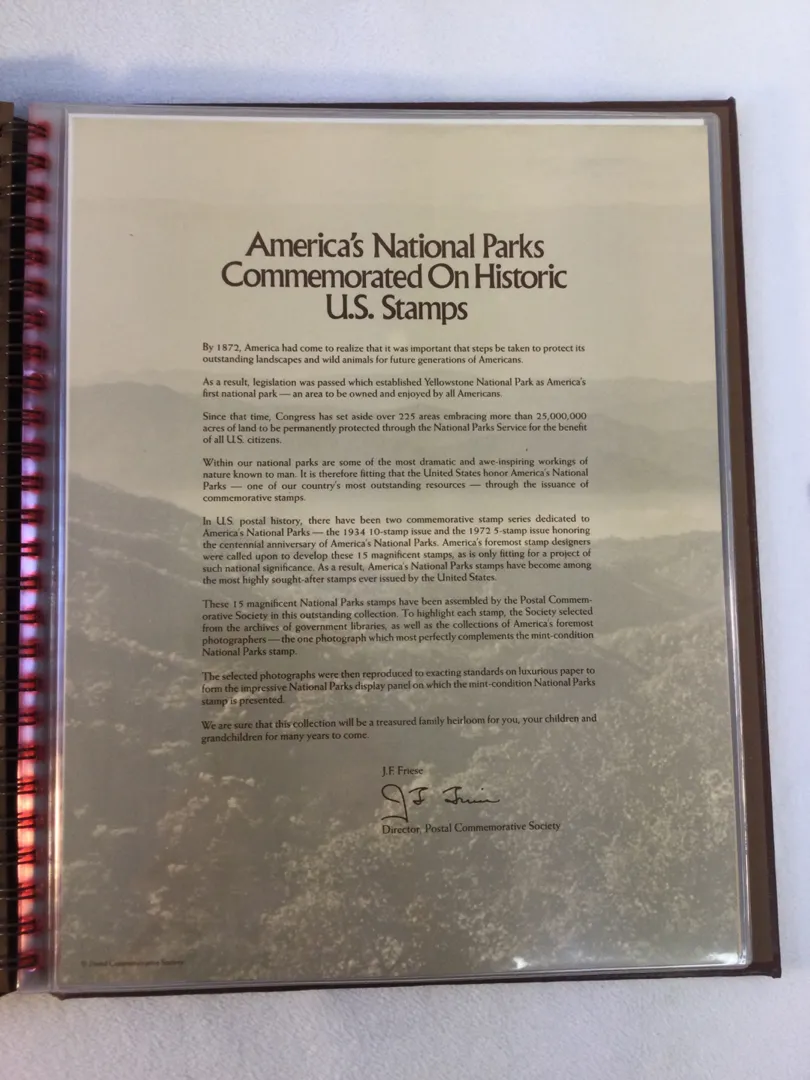 America's National Parks
Commemorated On Historic
U.S. Stamps
By 1872, America had come to realize that it was important that steps be taken to protect its
outstanding landscapes and wild animals for future generations of Americans.
As a result, legislation was passed which established Yellowstone National Park as America's
first national park — an area to be owned and enjoyed by all Americans.
Since that time, Congress has set aside over 225 areas embracing more than 25,000,000
acres of land to be permanently protected through the National Parks Service for the benefit
of all U.S. citizens.
Within our national parks are some of the most dramatic and awe-inspiring workings of
nature known to man. It is therefore fitting that the United States honor America's National
Parks — one of our country's most outstanding resources — through the issuance of
commemorative stamps.
In U.S. postal history, there have been two commemorative stamp series dedicated to
America's National Parks — the 1934 10-stamp issue and the 1972 5-stamp issue honoring
the centennial anniversary of America's National Parks. America's foremost stamp designers
were called upon to develop these 15 magnificent stamps, as is only fitting for a project of
such national significance. As a result, America's National Parks stamps have become among
the most highly sought-after stamps ever issued by the United States.
These 15 magnificent National Parks stamps have been assembled by the Postal Commem-
orative Society in this outstanding collection. To highlight each stamp, the Society selected
from the archives of government libraries, as well as the collections of America's foremost
photographers — the one photograph which most perfectly complements the mint-condition
National Parks stamp.
The selected photographs were then reproduced to exacting standards on luxurious paper to
form the impressive National Parks display panel on which the mint-condition National Parks
stamp is presented.
We are sure that this collection will be a treasured family heirloom for you, your children and
grandchildren for many years to come.
J.F. Friese
Director, Postal Commemorative Society
© Postal Commemorative Society